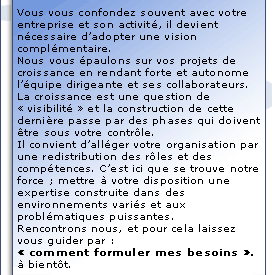 Vous vous confondez souvent avec votre
entreprise et son activité, il devient
nécessaire d'adopter une vision
complémentaire.
Nous vous épaulons sur vos projets de
croissance en rendant forte et autonome
l'équipe dirigeante et ses collaborateurs.
La croissance est une question de
« visibilité » et la construction de cette
dernière passe par des phases qui doivent
être sous votre contrôle.
Il convient d'alléger votre organisation par
une redistribution des rôles et des
compétences. C'est ici que se trouve notre
force ; mettre à votre disposition une
expertise construite dans des
environnements variés et aux
problématiques puissantes.
Rencontrons nous, et pour cela laissez
vous guider par :
« comment formuler mes besoins ».
à bientôt.